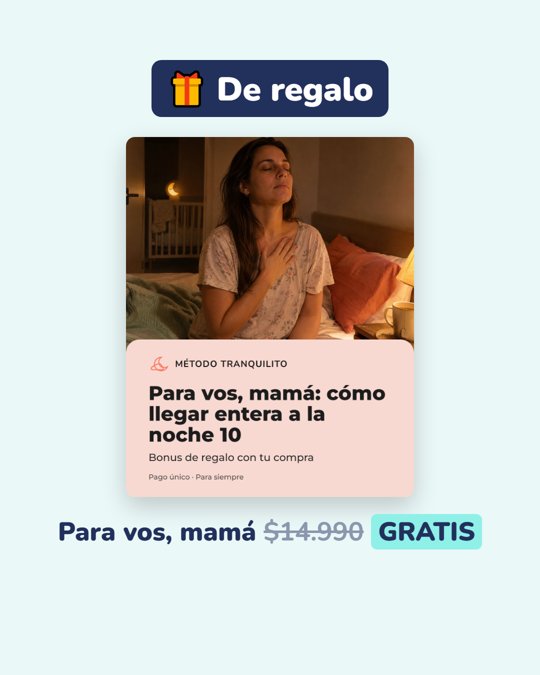 🎁 De regalo
MÉTODO TRANQUILITO
Para vos, mamá: cómo
llegar entera a la
noche 10
Bonus de regalo con tu compra
Pago único · Para siempre
Para vos, mamá $14.990 GRATIS